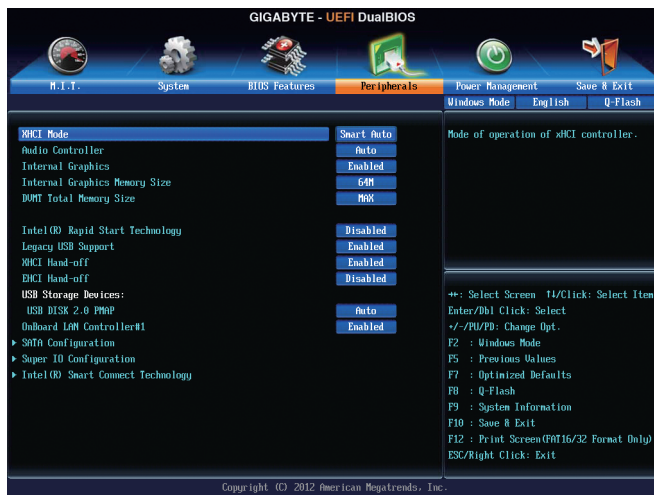 GIGABYTE - UEFI DualBIOS
M.I.T. System BIOS Features Peripherals Power Management Save & Exit
Windows Mode English Q-Flash
XHCI Mode Smart Auto
Audio Controller Auto
Internal Graphics Enabled
Internal Graphics Memory Size 64M
DVMT Total Memory Size MAX
Intel(R) Rapid Start Technology Disabled
Legacy USB Support Enabled
XHCI Hand-off Enabled
EHCI Hand-off Disabled
USB Storage Devices:
USB DISK 2.0 PMAP Auto
OnBoard LAN Controller#1 Enabled
SATA Configuration
Super IO Configuration
Intel(R) Smart Connect Technology
Mode of operation of xHCI controller.
↔: Select Screen ↑↓/Click: Select Item
Enter/Dbl Click: Select
+/-/PU/PD: Change Opt.
F2 : Windows Mode
F5 : Previous Values
F7 : Optimized Defaults
F8 : Q-Flash
F9 : System Information
F10 : Save & Exit
F12 : Print Screen(FAT16/32 Format Only)
ESC/Right Click: Exit
Copyright (C) 2012 American Megatrends, Inc.